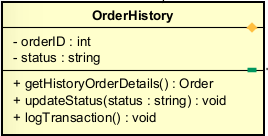 OrderHistory
- orderID : int
- status : string
+ getHistoryOrderDetails() : Order
+ updateStatus(status : string) : void
+ logTransaction() : void